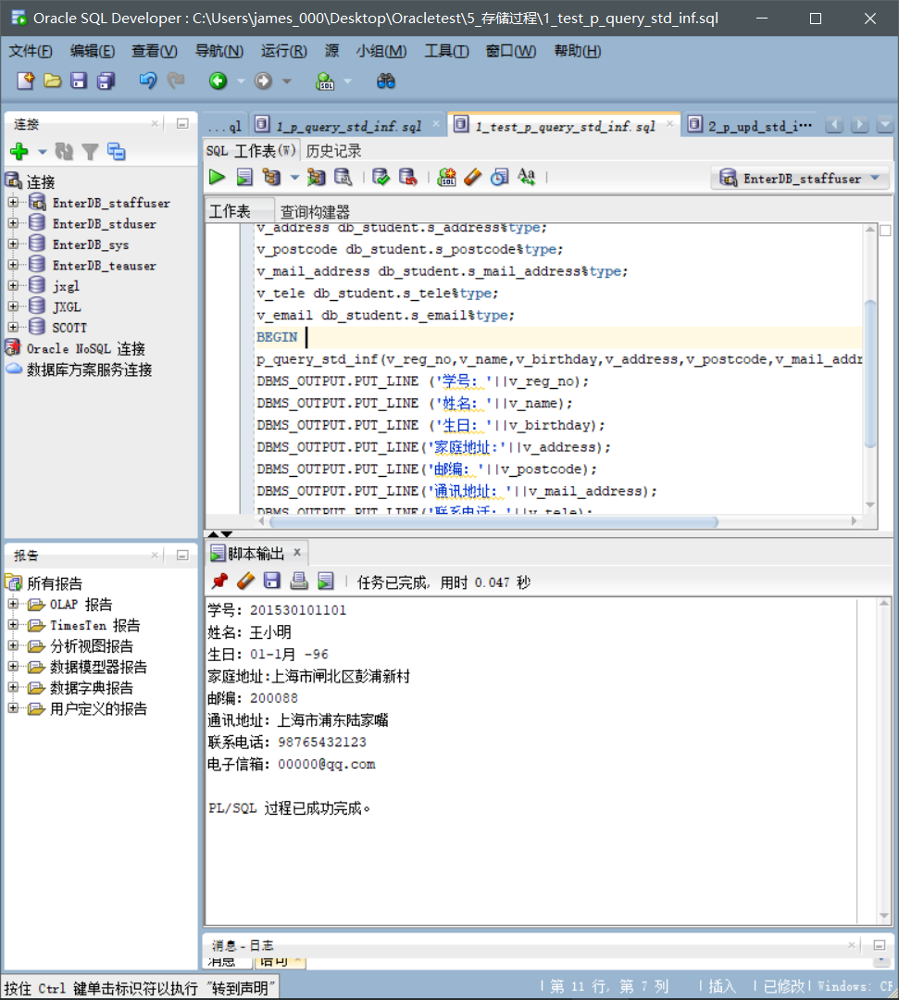 Oracle SQL Developer : C:\Users\james_000\Desktop\Oracletest\5_存储过程\1_test_p_query_std_inf.sql
文件(F) 编辑(E) 查看(V) 导航(N) 运行(R) 源 小组(M) 工具(T) 窗口(W) 帮助(H)
连接
连接
EnterDB_staffuser
EnterDB_stduser
EnterDB_sys
EnterDB_teauser
jxgl
JXGL
SCOTT
Oracle NoSQL 连接
数据库方案服务连接
报告
所有报告
OLAP 报告
TimesTen 报告
分析视图报告
数据模型器报告
数据字典报告
用户定义的报告
...ql 1_p_query_std_inf.sql 1_test_p_query_std_inf.sql 2_p_upd_std_i...
SQL 工作表(W) 历史记录
EnterDB_staffuser
工作表 查询构建器
v_address db_student.s_address%type;
v_postcode db_student.s_postcode%type;
v_mail_address db_student.s_mail_address%type;
v_tele db_student.s_tele%type;
v_email db_student.s_email%type;
BEGIN
p_query_std_inf(v_reg_no,v_name,v_birthday,v_address,v_postcode,v_mail_addr
DBMS_OUTPUT.PUT_LINE ('学号: '||v_reg_no);
DBMS_OUTPUT.PUT_LINE ('姓名: '||v_name);
DBMS_OUTPUT.PUT_LINE ('生日: '||v_birthday);
DBMS_OUTPUT.PUT_LINE('家庭地址:'||v_address);
DBMS_OUTPUT.PUT_LINE('邮编: '||v_postcode);
DBMS_OUTPUT.PUT_LINE('通讯地址: '||v_mail_address);
DBMS_OUTPUT.PUT_LINE('联系电话: '||v_tele);
脚本输出 x
任务已完成, 用时 0.047 秒
学号: 201530101101
姓名: 王小明
生日: 01-1月 -96
家庭地址:上海市闸北区彭浦新村
邮编: 200088
通讯地址: 上海市浦东陆家嘴
联系电话: 98765432123
电子信箱: 00000@qq.com
PL/SQL 过程已成功完成。
消息 - 日志
消息 语句
按住 Ctrl 键单击标识符以执行 "转到声明" 第 11 行, 第 7 列 插入 已修改 Windows: CR